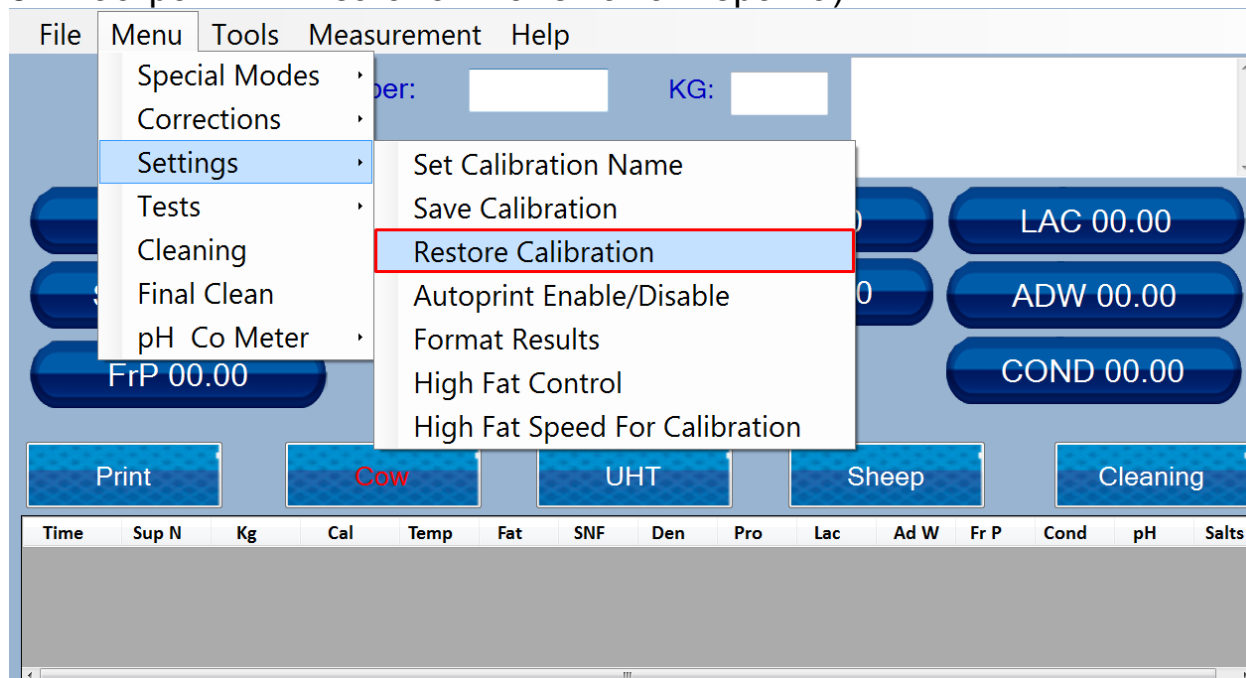 File Menu Tools Measurement Help
Special Modes
KG:
Corrections
Settings
Set Calibration Name
Tests
Save Calibration
LAC 00.00
Cleaning
Restore Calibration
Final Clean
Autoprint Enable/Disable
ADW 00.00
pH Co Meter
Format Results
FrP 00.00
High Fat Control
COND 00.00
High Fat Speed For Calibration
Print Cow UHT Sheep Cleaning
Time Sup N Kg Cal Temp Fat SNF Den Pro Lac Ad W Fr P Cond pH Salts